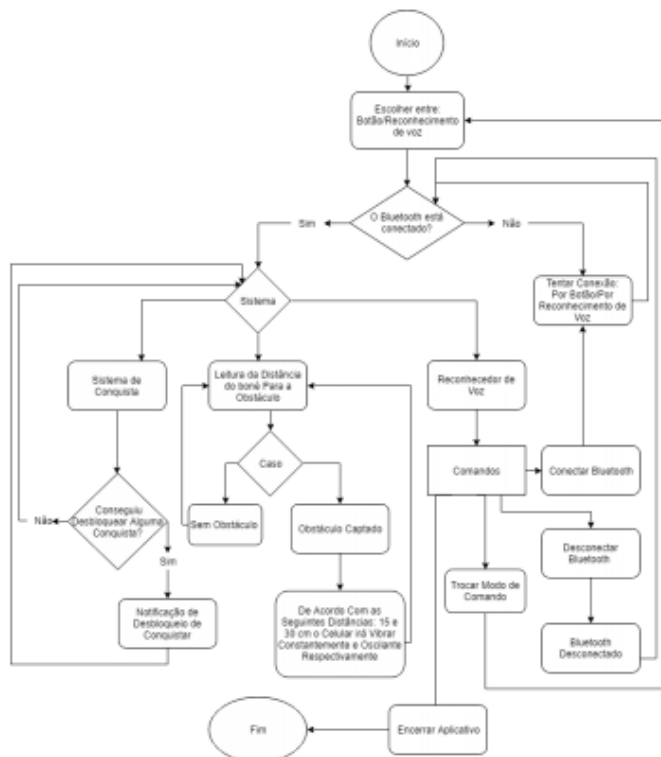 Início
Escolher entre:
Botão/Reconhecimento
de voz
O Bluetooth está
conectado?
Sim
Não
Tentar Conexão:
Por Botão/Por
Reconhecimento de
Voz
Sistema
Sistema de
Conquista
Leitura da Distância
do boné Para a
Obstáculo
Reconhecedor de
Voz
Caso
Comandos
Conectar Bluetooth
Não
Conseguiu
Desbloquear Alguma
Conquista?
Sem Obstáculo
Obstáculo Captado
Desconectar
Bluetooth
Sim
Trocar Modo de
Comando
Notificação de
Desbloqueio de
Conquistar
De Acordo Com as
Seguintes Distâncias: 15 e
30 cm o Celular irá Vibrar
Constantemente e Oscilante
Respectivamente
Bluetooth
Desconectado
Fim
Encerrar Aplicativo